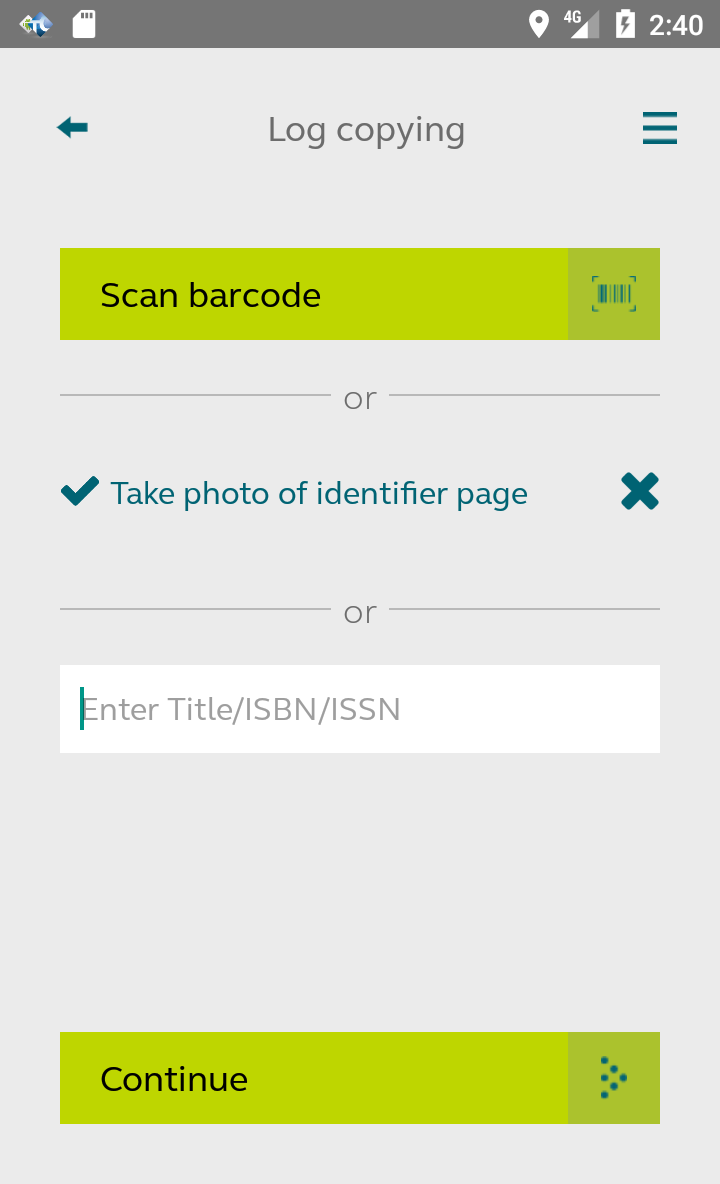 4G 2:40
Log copying
Scan barcode
or
Take photo of identifier page
or
Enter Title/ISBN/ISSN
Continue